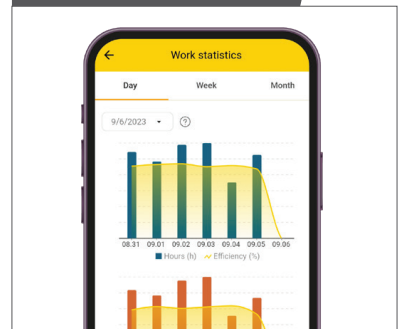 Work statistics
Day Week Month
9/6/2023
08.31 09.01 09.02 09.03 09.04 09.05 09.06
Hours (h) Efficiency (%)